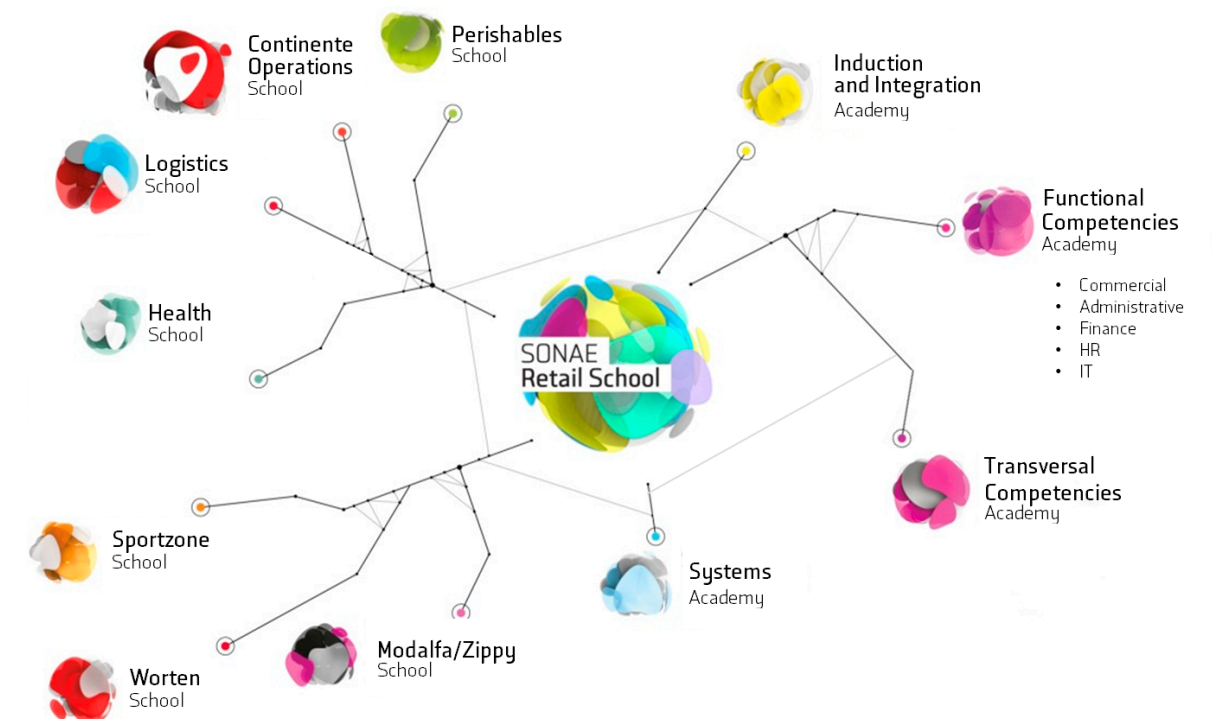 Continente
Operations
School
Perishables
School
Induction
and Integration
Academy
Logistics
School
Functional
Competencies
Academy
• Commercial
• Administrative
• Finance
• HR
• IT
Health
School
SONAE
Retail School
Transversal
Competencies
Academy
Sportzone
School
Systems
Academy
Modalfa/Zippy
School
Worten
School